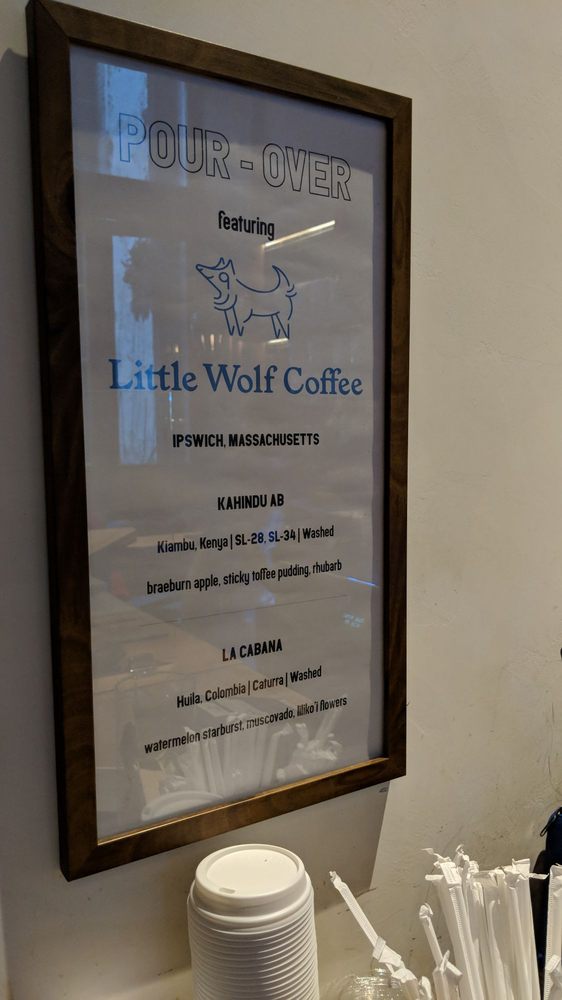 POUR - OVER
featuring
Little Wolf Coffee
IPSWICH, MASSACHUSETTS
KAHINDU AB
Kiambu, Kenya | SL-28, SL-34 | Washed
braeburn apple, sticky toffee pudding, rhubarb
LA CABANA
Huila, Colombia | Caturra | Washed
watermelon starburst, muscovado, liliko'i flowers